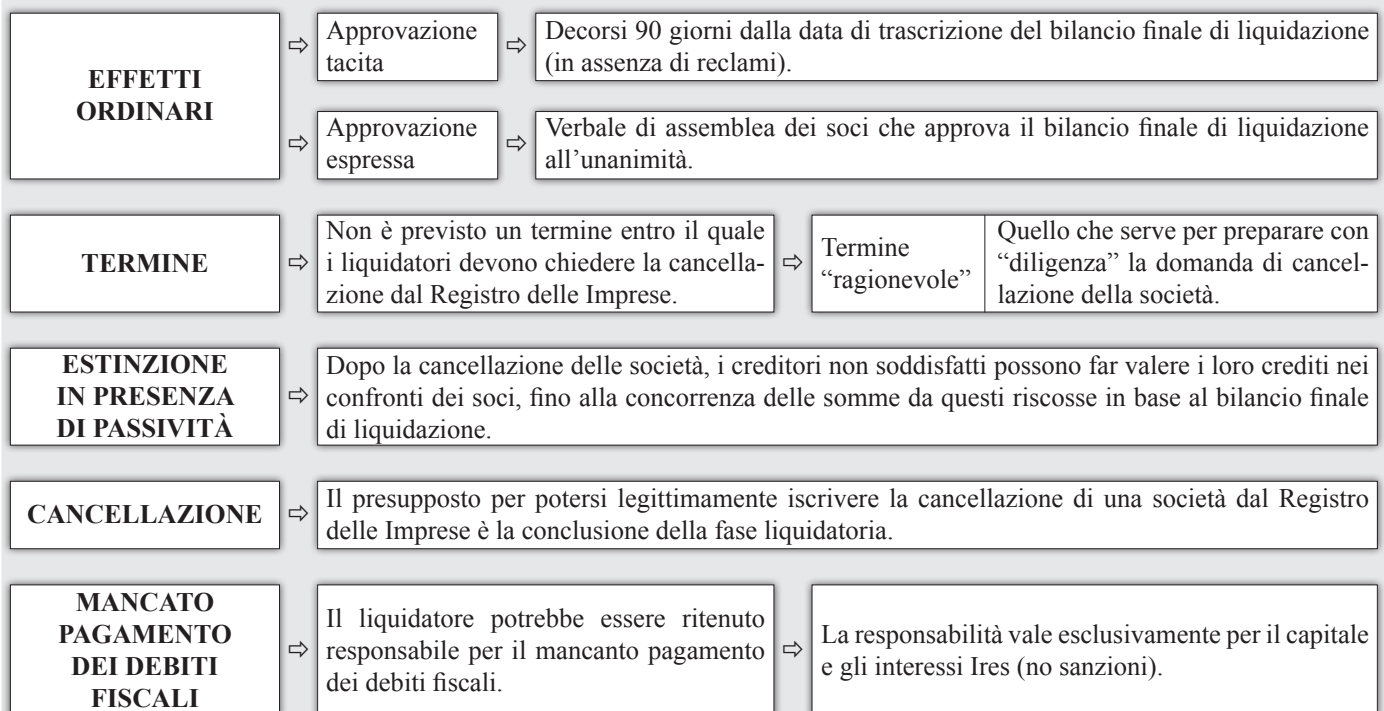 EFFETTI
ORDINARI
⇨
Approvazione
tacita
⇨
Decorsi 90 giorni dalla data di trascrizione del bilancio finale di liquidazione
(in assenza di reclami).
⇨
Approvazione
espressa
⇨
Verbale di assemblea dei soci che approva il bilancio finale di liquidazione
all’unanimità.
TERMINE
⇨
Non è previsto un termine entro il quale
i liquidatori devono chiedere la cancella-
zione dal Registro delle Imprese.
⇨
Termine
“ragionevole”
Quello che serve per preparare con
“diligenza” la domanda di cancel-
lazione della società.
ESTINZIONE
IN PRESENZA
DI PASSIVITÀ
⇨
Dopo la cancellazione delle società, i creditori non soddisfatti possono far valere i loro crediti nei
confronti dei soci, fino alla concorrenza delle somme da questi riscosse in base al bilancio finale
di liquidazione.
CANCELLAZIONE
⇨
Il presupposto per potersi legittimamente iscrivere la cancellazione di una società dal Registro
delle Imprese è la conclusione della fase liquidatoria.
MANCATO
PAGAMENTO
DEI DEBITI
FISCALI
⇨
Il liquidatore potrebbe essere ritenuto
responsabile per il mancanto pagamento
dei debiti fiscali.
⇨
La responsabilità vale esclusivamente per il capitale
e gli interessi Ires (no sanzioni).